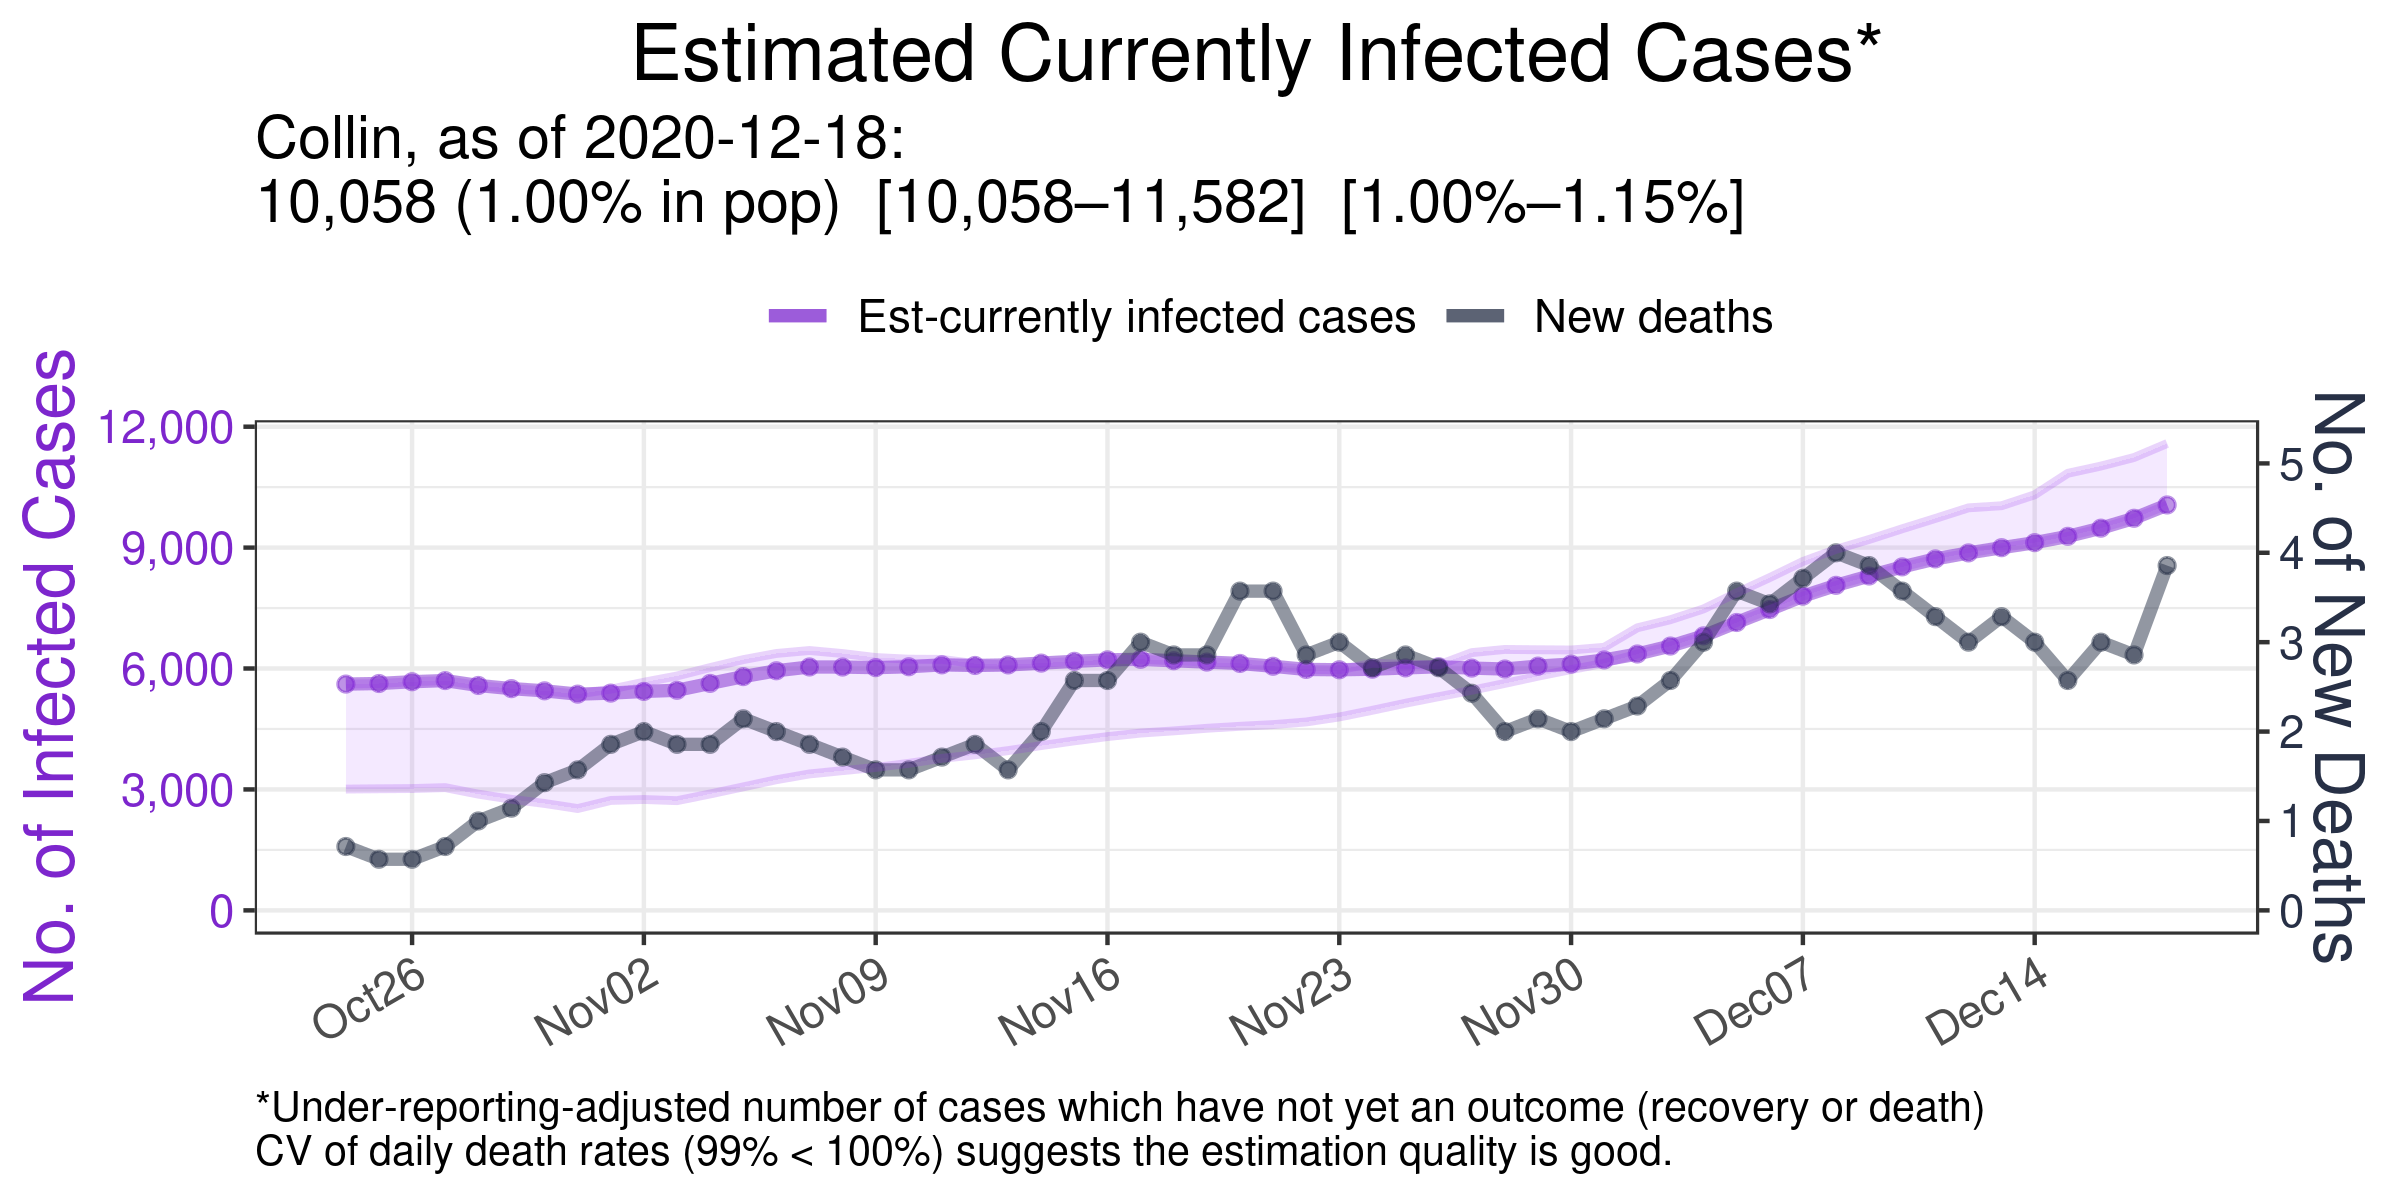 Estimated Currently Infected Cases*
Collin, as of 2020-12-18:
10,058 (1.00% in pop)  [10,058–11,582]  [1.00%–1.15%]
Est-currently infected cases
New deaths
No. of Infected Cases
12,000
9,000
6,000
3,000
0
No. of New Deaths
5
4
3
2
1
0
Oct26
Nov02
Nov09
Nov16
Nov23
Nov30
Dec07
Dec14
*Under-reporting-adjusted number of cases which have not yet an outcome (recovery or death)
CV of daily death rates (99% < 100%) suggests the estimation quality is good.